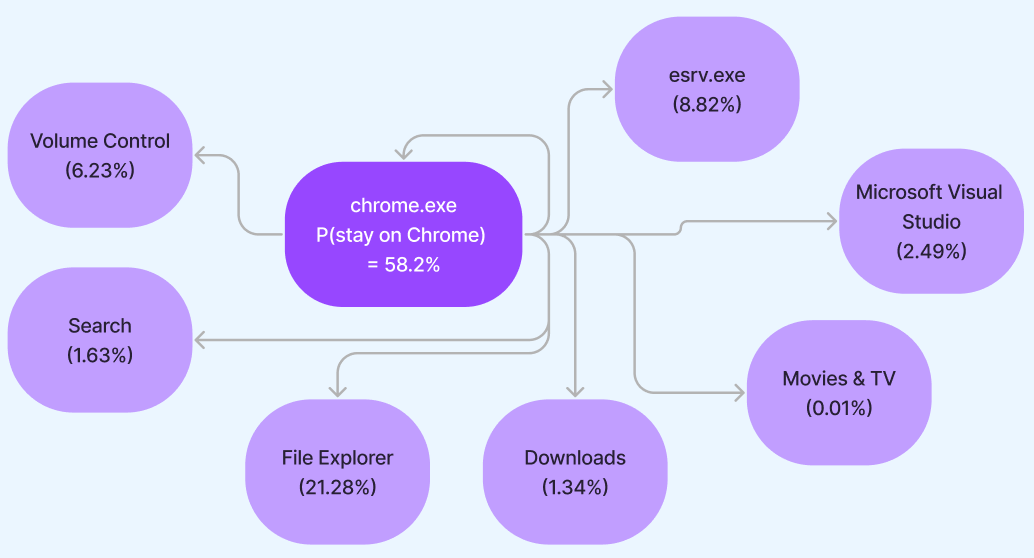 esrv.exe
(8.82%)
Volume Control
(6.23%)
chrome.exe
P(stay on Chrome)
= 58.2%
Microsoft Visual
Studio
(2.49%)
Search
(1.63%)
Movies & TV
(0.01%)
File Explorer
(21.28%)
Downloads
(1.34%)